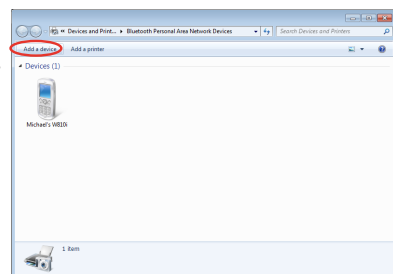 « Devices and Print... ▸ Bluetooth Personal Area Network Devices
Search Devices and Printers
Add a device
Add a printer
Devices (1)
Michael's W810i
1 item